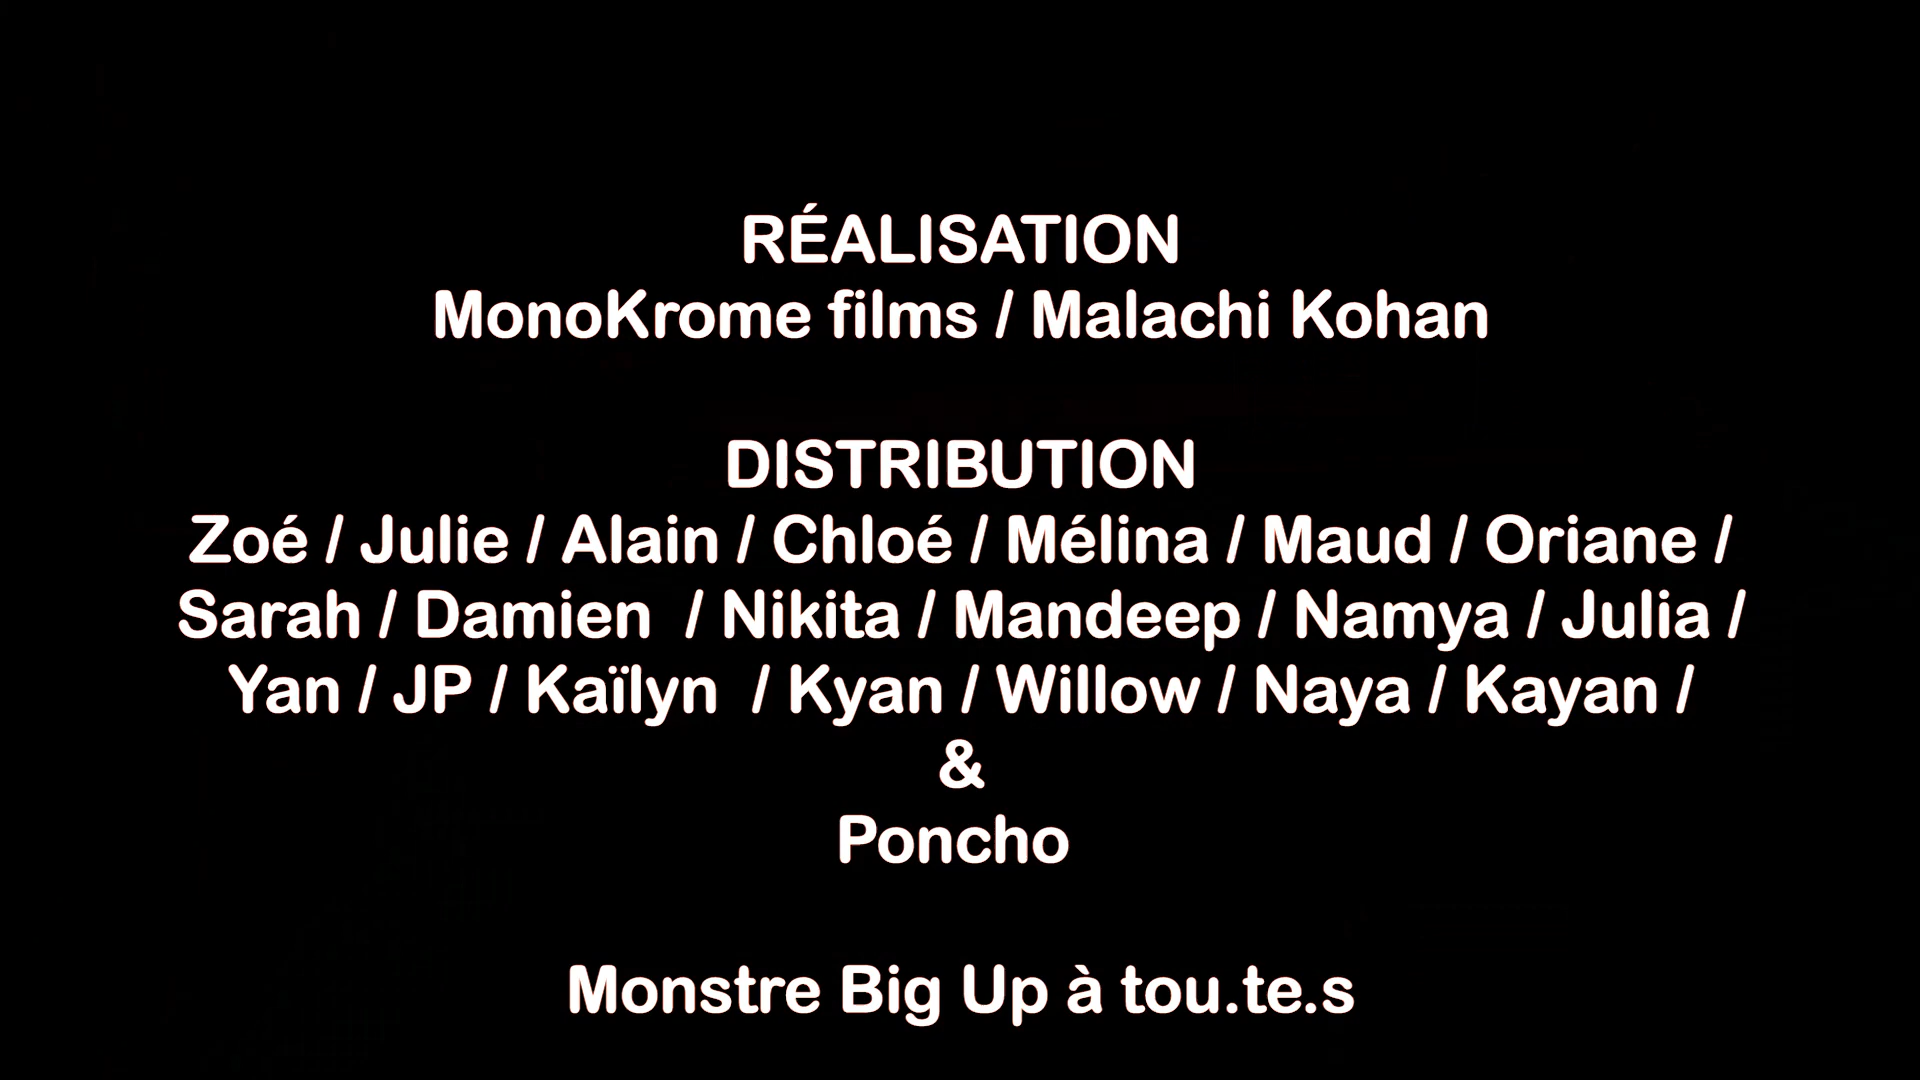 RÉALISATION
MonoKrome films / Malachi Kohan
DISTRIBUTION
Zoé / Julie / Alain / Chloé / Mélina / Maud / Oriane /
Sarah / Damien  / Nikita / Mandeep / Namya / Julia /
Yan / JP / Kaïlyn  / Kyan / Willow / Naya / Kayan /
&
Poncho
Monstre Big Up à tou.te.s